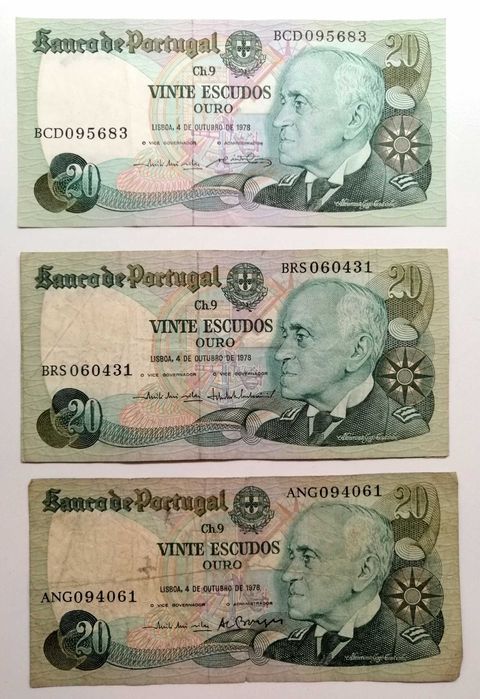 Banco de Portugal
BCD095683
20
Ch.9
VINTE ESCUDOS
OURO
LISBOA, 4 DE OUTUBRO DE 1978
BCD095683
O VICE GOVERNADOR O ADMINISTRADOR
20
Banco de Portugal
BRS060431
20
Ch.9
VINTE ESCUDOS
OURO
LISBOA, 4 DE OUTUBRO DE 1978
BRS060431
O VICE GOVERNADOR O VICE GOVERNADOR
20
Banco de Portugal
ANG094061
20
Ch.9
VINTE ESCUDOS
OURO
LISBOA, 4 DE OUTUBRO DE 1978
ANG094061
O VICE GOVERNADOR O ADMINISTRADOR
20